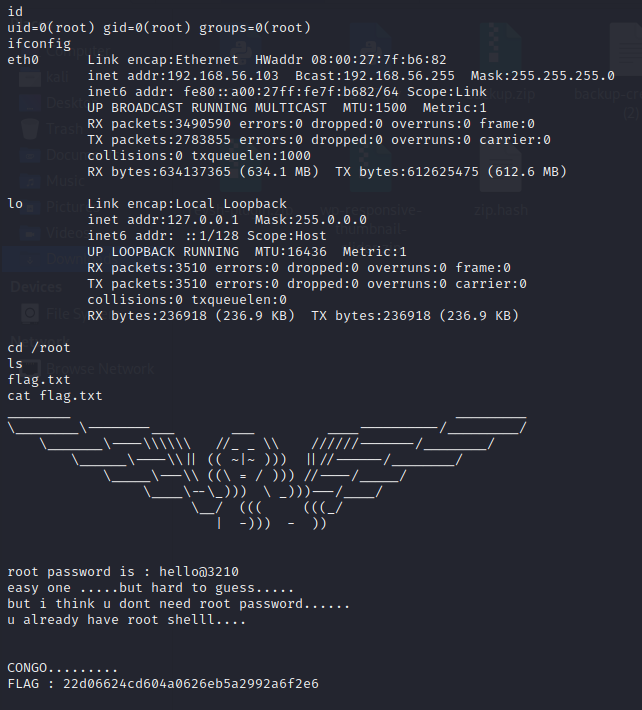 id
uid=0(root) gid=0(root) groups=0(root)
ifconfig
eth0      Link encap:Ethernet  HWaddr 08:00:27:7f:b6:82
          inet addr:192.168.56.103  Bcast:192.168.56.255  Mask:255.255.255.0
          inet6 addr: fe80::a00:27ff:fe7f:b682/64 Scope:Link
          UP BROADCAST RUNNING MULTICAST  MTU:1500  Metric:1
          RX packets:3490590 errors:0 dropped:0 overruns:0 frame:0
          TX packets:2783855 errors:0 dropped:0 overruns:0 carrier:0
          collisions:0 txqueuelen:1000
          RX bytes:634137365 (634.1 MB)  TX bytes:612625475 (612.6 MB)
lo        Link encap:Local Loopback
          inet addr:127.0.0.1  Mask:255.0.0.0
          inet6 addr: ::1/128 Scope:Host
          UP LOOPBACK RUNNING  MTU:16436  Metric:1
          RX packets:3510 errors:0 dropped:0 overruns:0 frame:0
          TX packets:3510 errors:0 dropped:0 overruns:0 carrier:0
          collisions:0 txqueuelen:0
          RX bytes:236918 (236.9 KB)  TX bytes:236918 (236.9 KB)
cd /root
ls
flag.txt
cat flag.txt
root password is : hello@3210
easy one .....but hard to guess.....
but i think u dont need root password......
u already have root shelll....
CONGO.........
FLAG : 22d06624cd604a0626eb5a2992a6f2e6